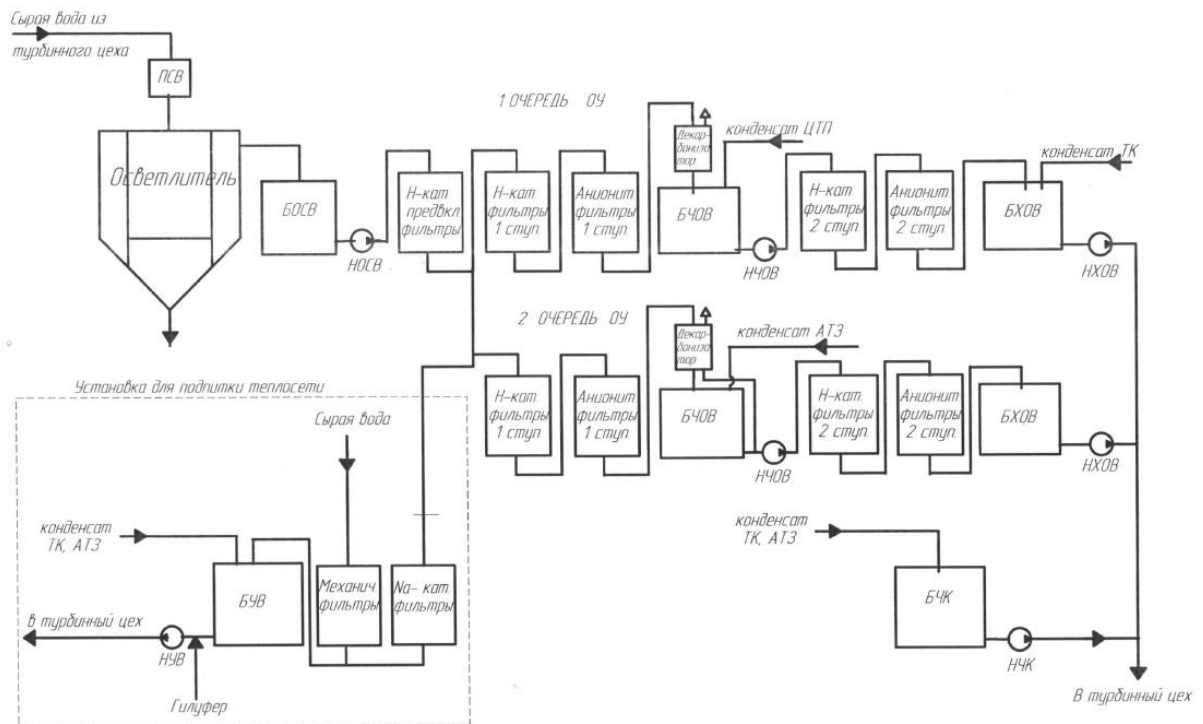 Сырая вода из
турбинного цеха
ПСВ
Осветлитель
БОСВ
НОСВ
1 ОЧЕРЕДЬ ОУ
Н-кат.
предвкл
фильтры
Н-кат.
фильтры
1 ступ.
Анионит.
фильтры
1 ступ.
Декар-
бониза
тор
конденсат ЦТП
БЧОВ
НЧОВ
Н-кат.
фильтры
2 ступ.
Анионит.
фильтры
2 ступ.
конденсат ТК
БХОВ
НХОВ
2 ОЧЕРЕДЬ ОУ
Н-кат.
фильтры
1 ступ.
Анионит.
фильтры
1 ступ.
Декар-
бониза
тор
конденсат АТЗ
БЧОВ
НЧОВ
Н-кат.
фильтры
2 ступ.
Анионит.
фильтры
2 ступ.
БХОВ
НХОВ
Установка для подпитки теплосети
Сырая вода
конденсат
ТК, АТЗ
БУВ
Механич.
фильтры
Na- кат.
фильтры
в турбинный цех
НУВ
Гилуфер
конденсат
ТК, АТЗ
БЧК
НЧК
В турбинный цех